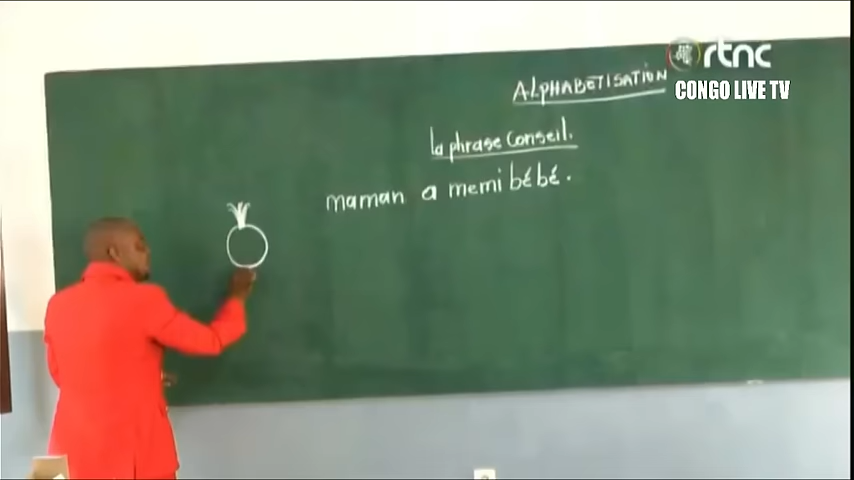 rtnc
CONGO LIVE TV
ALPHABETISATION
la phrase Conseil.
maman a memi bébé.